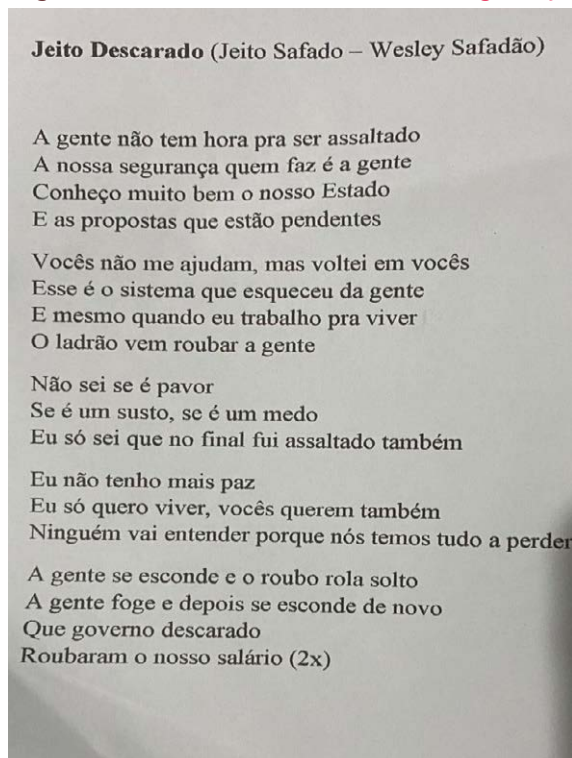 Jeito Descarado (Jeito Safado – Wesley Safadão)
A gente não tem hora pra ser assaltado
A nossa segurança quem faz é a gente
Conheço muito bem o nosso Estado
E as propostas que estão pendentes
Vocês não me ajudam, mas voltei em vocês
Esse é o sistema que esqueceu da gente
E mesmo quando eu trabalho pra viver
O ladrão vem roubar a gente
Não sei se é pavor
Se é um susto, se é um medo
Eu só sei que no final fui assaltado também
Eu não tenho mais paz
Eu só quero viver, vocês querem também
Ninguém vai entender porque nós temos tudo a perder
A gente se esconde e o roubo rola solto
A gente foge e depois se esconde de novo
Que governo descarado
Roubaram o nosso salário (2x)